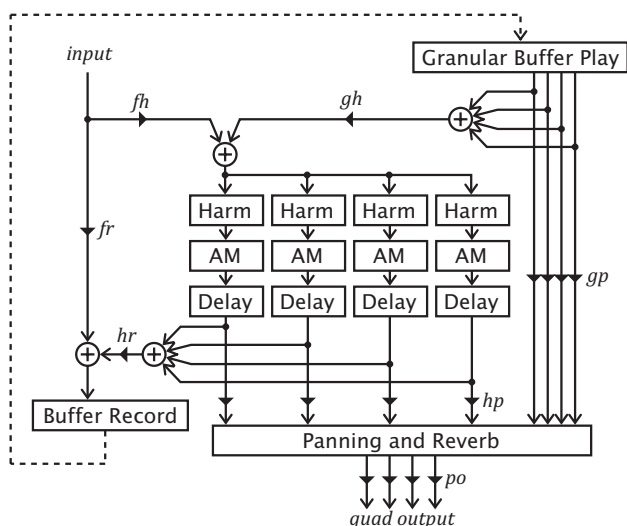 input
Granular Buffer Play
fh
gh
Harm
Harm
Harm
Harm
fr
AM
AM
AM
AM
gp
Delay
Delay
Delay
Delay
hr
hp
Buffer Record
Panning and Reverb
po
quad output